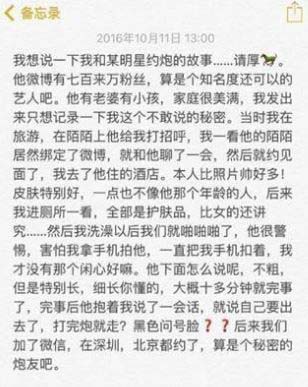 备忘录
2016年10月11日 13:00
我想说一下我和某明星约炮的故事……请厚🐎。
他微博有七百来万粉丝，算是个知名度还可以的
艺人吧。他有老婆有小孩，家庭很美满，我发出
来只想记录一下我这个不敢说的秘密。当时我在
旅游，在陌陌上他给我打招呼，我一看他的陌陌
居然绑定了微博，就和他聊了一会，然后就约见
面了，我去了他住的酒店。本人比照片帅好多！
皮肤特别好，一点也不像他那个年龄的人，后来
我进厕所一看，全部是护肤品，比女的还讲
究……然后我洗澡以后我们就啪啪啪了，他很警
惕，害怕我拿手机拍他，一直把我手机扣着，我
才没有那个闲心好嘛。他下面怎么说呢，不粗，
但是特别长，细长你懂的，大概十多分钟就完事
了，完事后他抱着我说了一会话，就说自己要出
去了，打完炮就走？黑色问号脸❓❓后来我们
加了微信，在深圳，北京都约了，算是个秘密的
炮友吧。